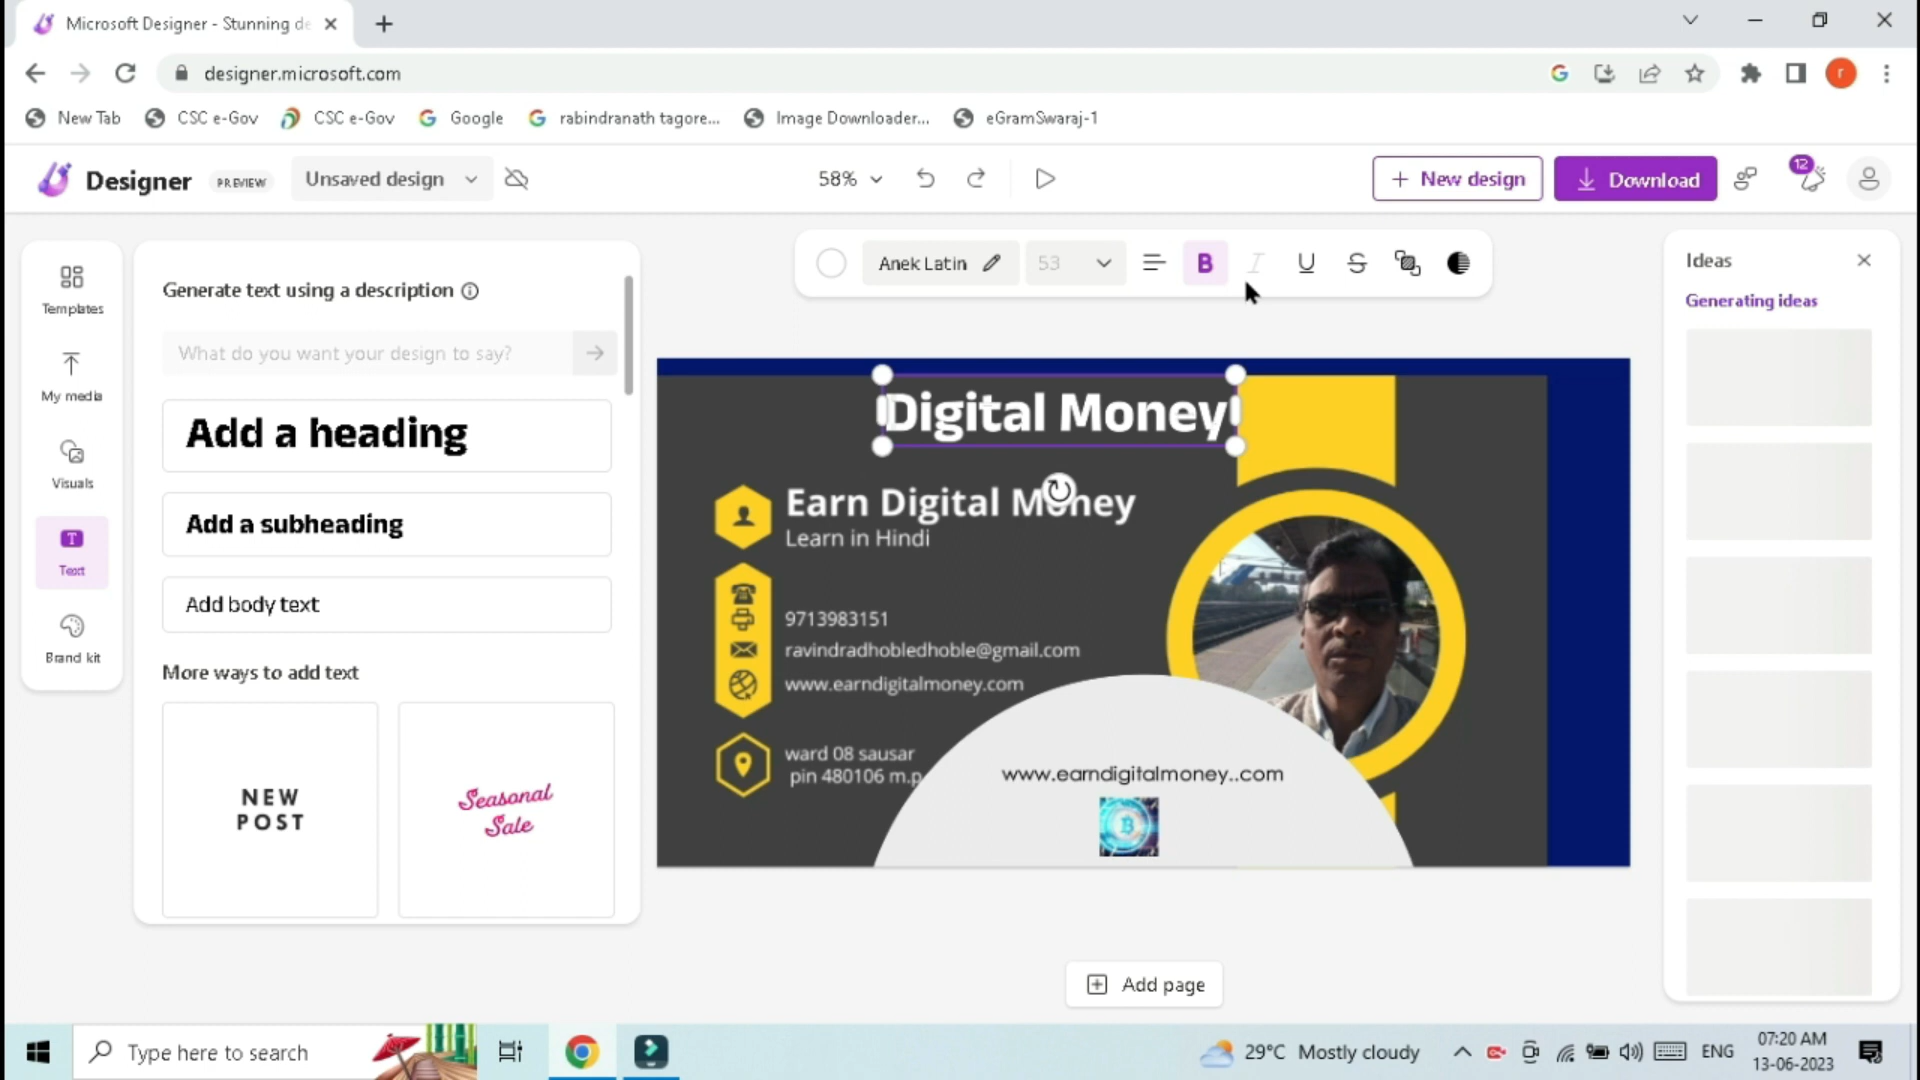 Microsoft Designer - Stunning de
designer.microsoft.com
New Tab
CSC e-Gov
CSC e-Gov
Google
rabindranath tagore...
Image Downloader...
eGramSwaraj-1
r
Designer
PREVIEW
Unsaved design
58%
New design
Download
12
Templates
My media
Visuals
T
Text
Brand kit
Generate text using a description
What do you want your design to say?
Add a heading
Add a subheading
Add body text
More ways to add text
NEW
POST
Seasonal
Sale
Anek Latin
53
B
I
U
S
Digital Money
Earn Digital Money
Learn in Hindi
9713983151
ravindradhobledhoble@gmail.com
www.earndigitalmoney.com
ward 08 sausar
pin 480106 m.p
www.earndigitalmoney..com
B
Add page
Ideas
Generating ideas
Type here to search
29°C Mostly cloudy
ENG
07:20 AM
13-06-2023